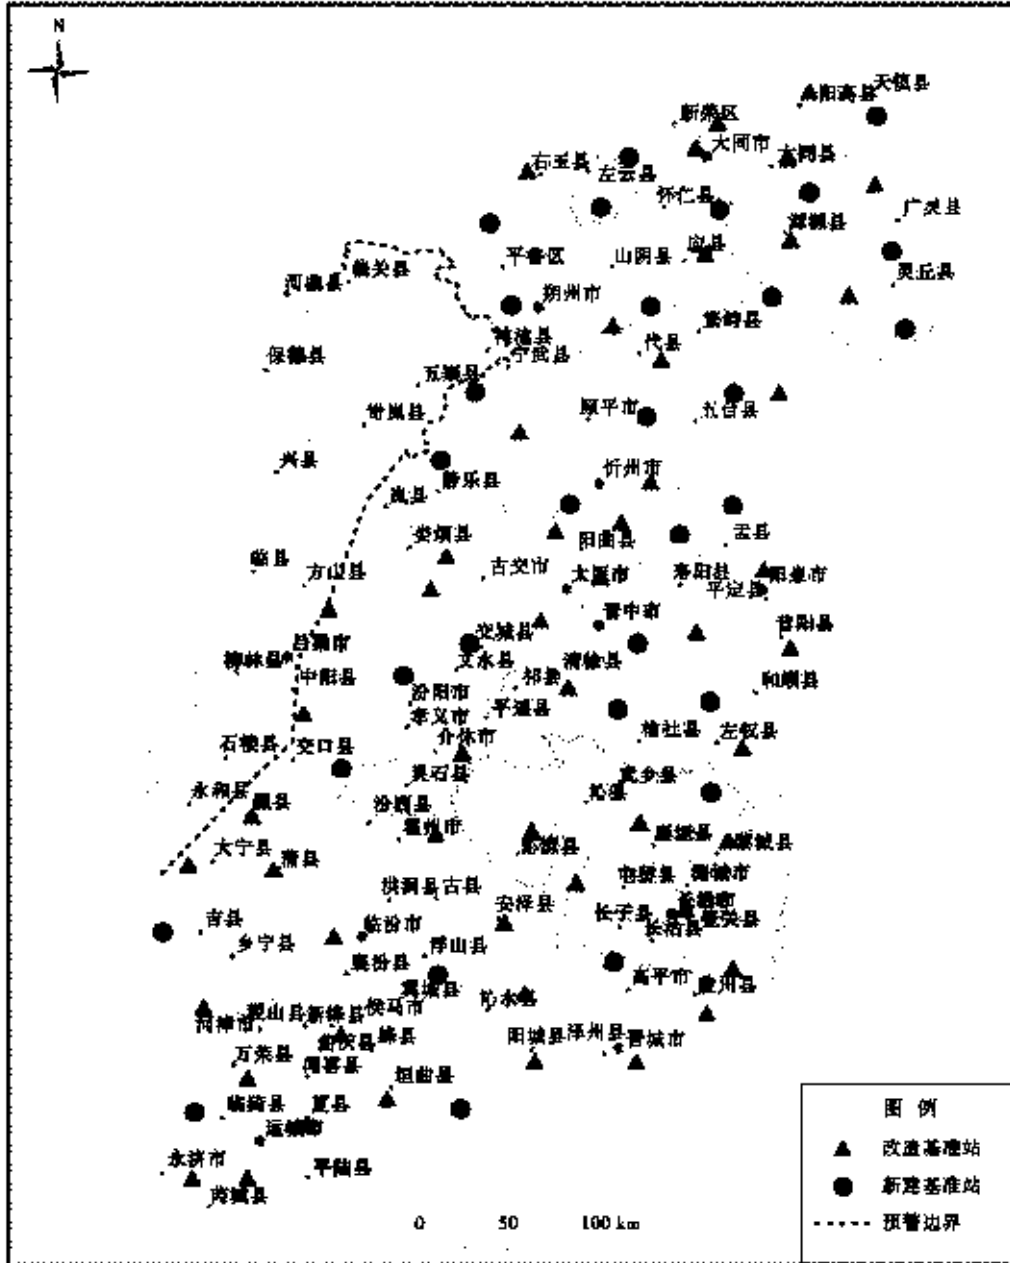 N
天镇县
阳高县
新荣区
大同市
大同县
右玉县
左云县
怀仁县
广灵县
浑源县
应县
平鲁区
山阴县
灵丘县
偏关县
河曲县
朔州市
繁峙县
神池县
代县
宁武县
保德县
五寨县
岢岚县
五台县
忻州市
兴县
静乐县
岚县
娄烦县
阳曲县
盂县
临县
方山县
古交市
太原市
阳泉市
平定县
晋中市
昔阳县
交城县
吕梁市
文水县
清徐县
柳林县
中阳县
祁县
和顺县
汾阳市
平遥县
孝义市
榆社县
左权县
介休市
石楼县
交口县
灵石县
武乡县
沁县
永和县
隰县
汾西县
霍州市
襄垣县
黎城县
大宁县
蒲县
沁源县
屯留县
潞城市
洪洞县
古县
安泽县
长子县
壶关县
长治县
吉县
临汾市
乡宁县
浮山县
襄汾县
高平市
陵川县
翼城县
沁水县
侯马市
河津市
稷山县
新绛县
绛县
阳城县
泽州县
晋城市
万荣县
闻喜县
垣曲县
临猗县
夏县
运城市
永济市
平陆县
芮城县
0 50 100 km
图 例
改造基准站
新建基准站
预警边界